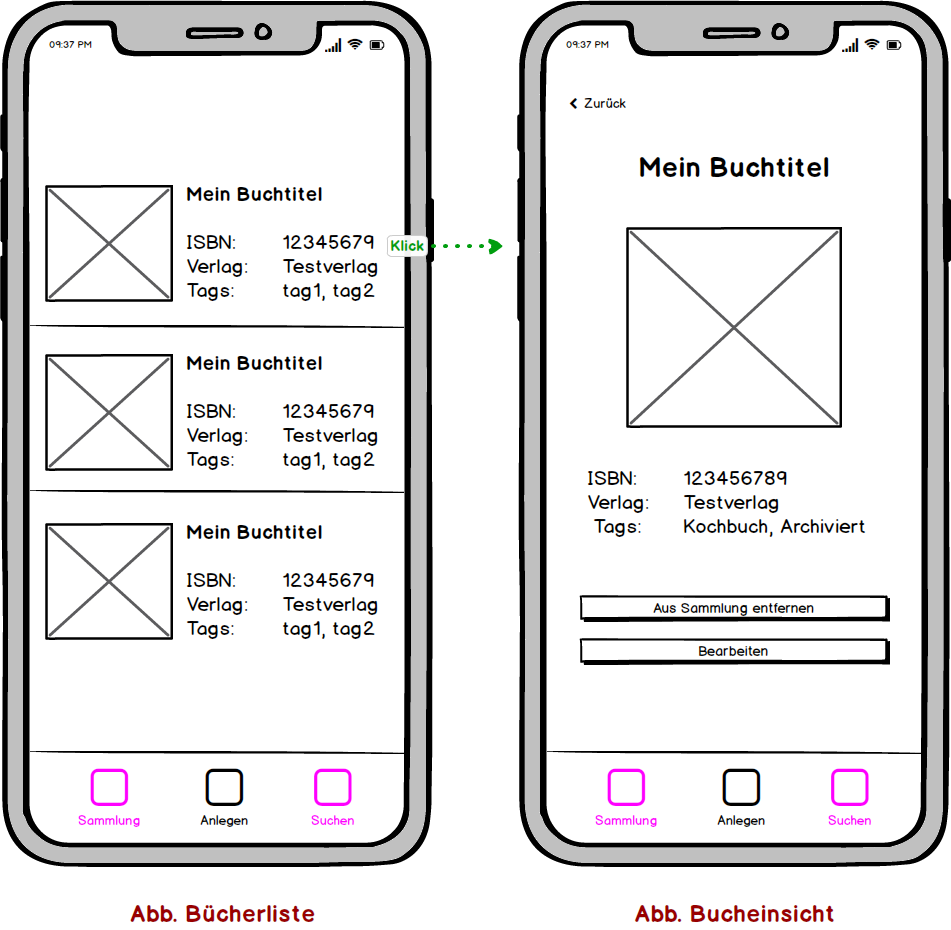 09:37 PM
Mein Buchtitel
ISBN: 12345679
Verlag: Testverlag
Tags: tag1, tag2
Klick
Mein Buchtitel
ISBN: 12345679
Verlag: Testverlag
Tags: tag1, tag2
Mein Buchtitel
ISBN: 12345679
Verlag: Testverlag
Tags: tag1, tag2
Sammlung Anlegen Suchen
Abb. Bücherliste
09:37 PM
Zurück
Mein Buchtitel
ISBN: 123456789
Verlag: Testverlag
Tags: Kochbuch, Archiviert
Aus Sammlung entfernen
Bearbeiten
Sammlung Anlegen Suchen
Abb. Bucheinsicht